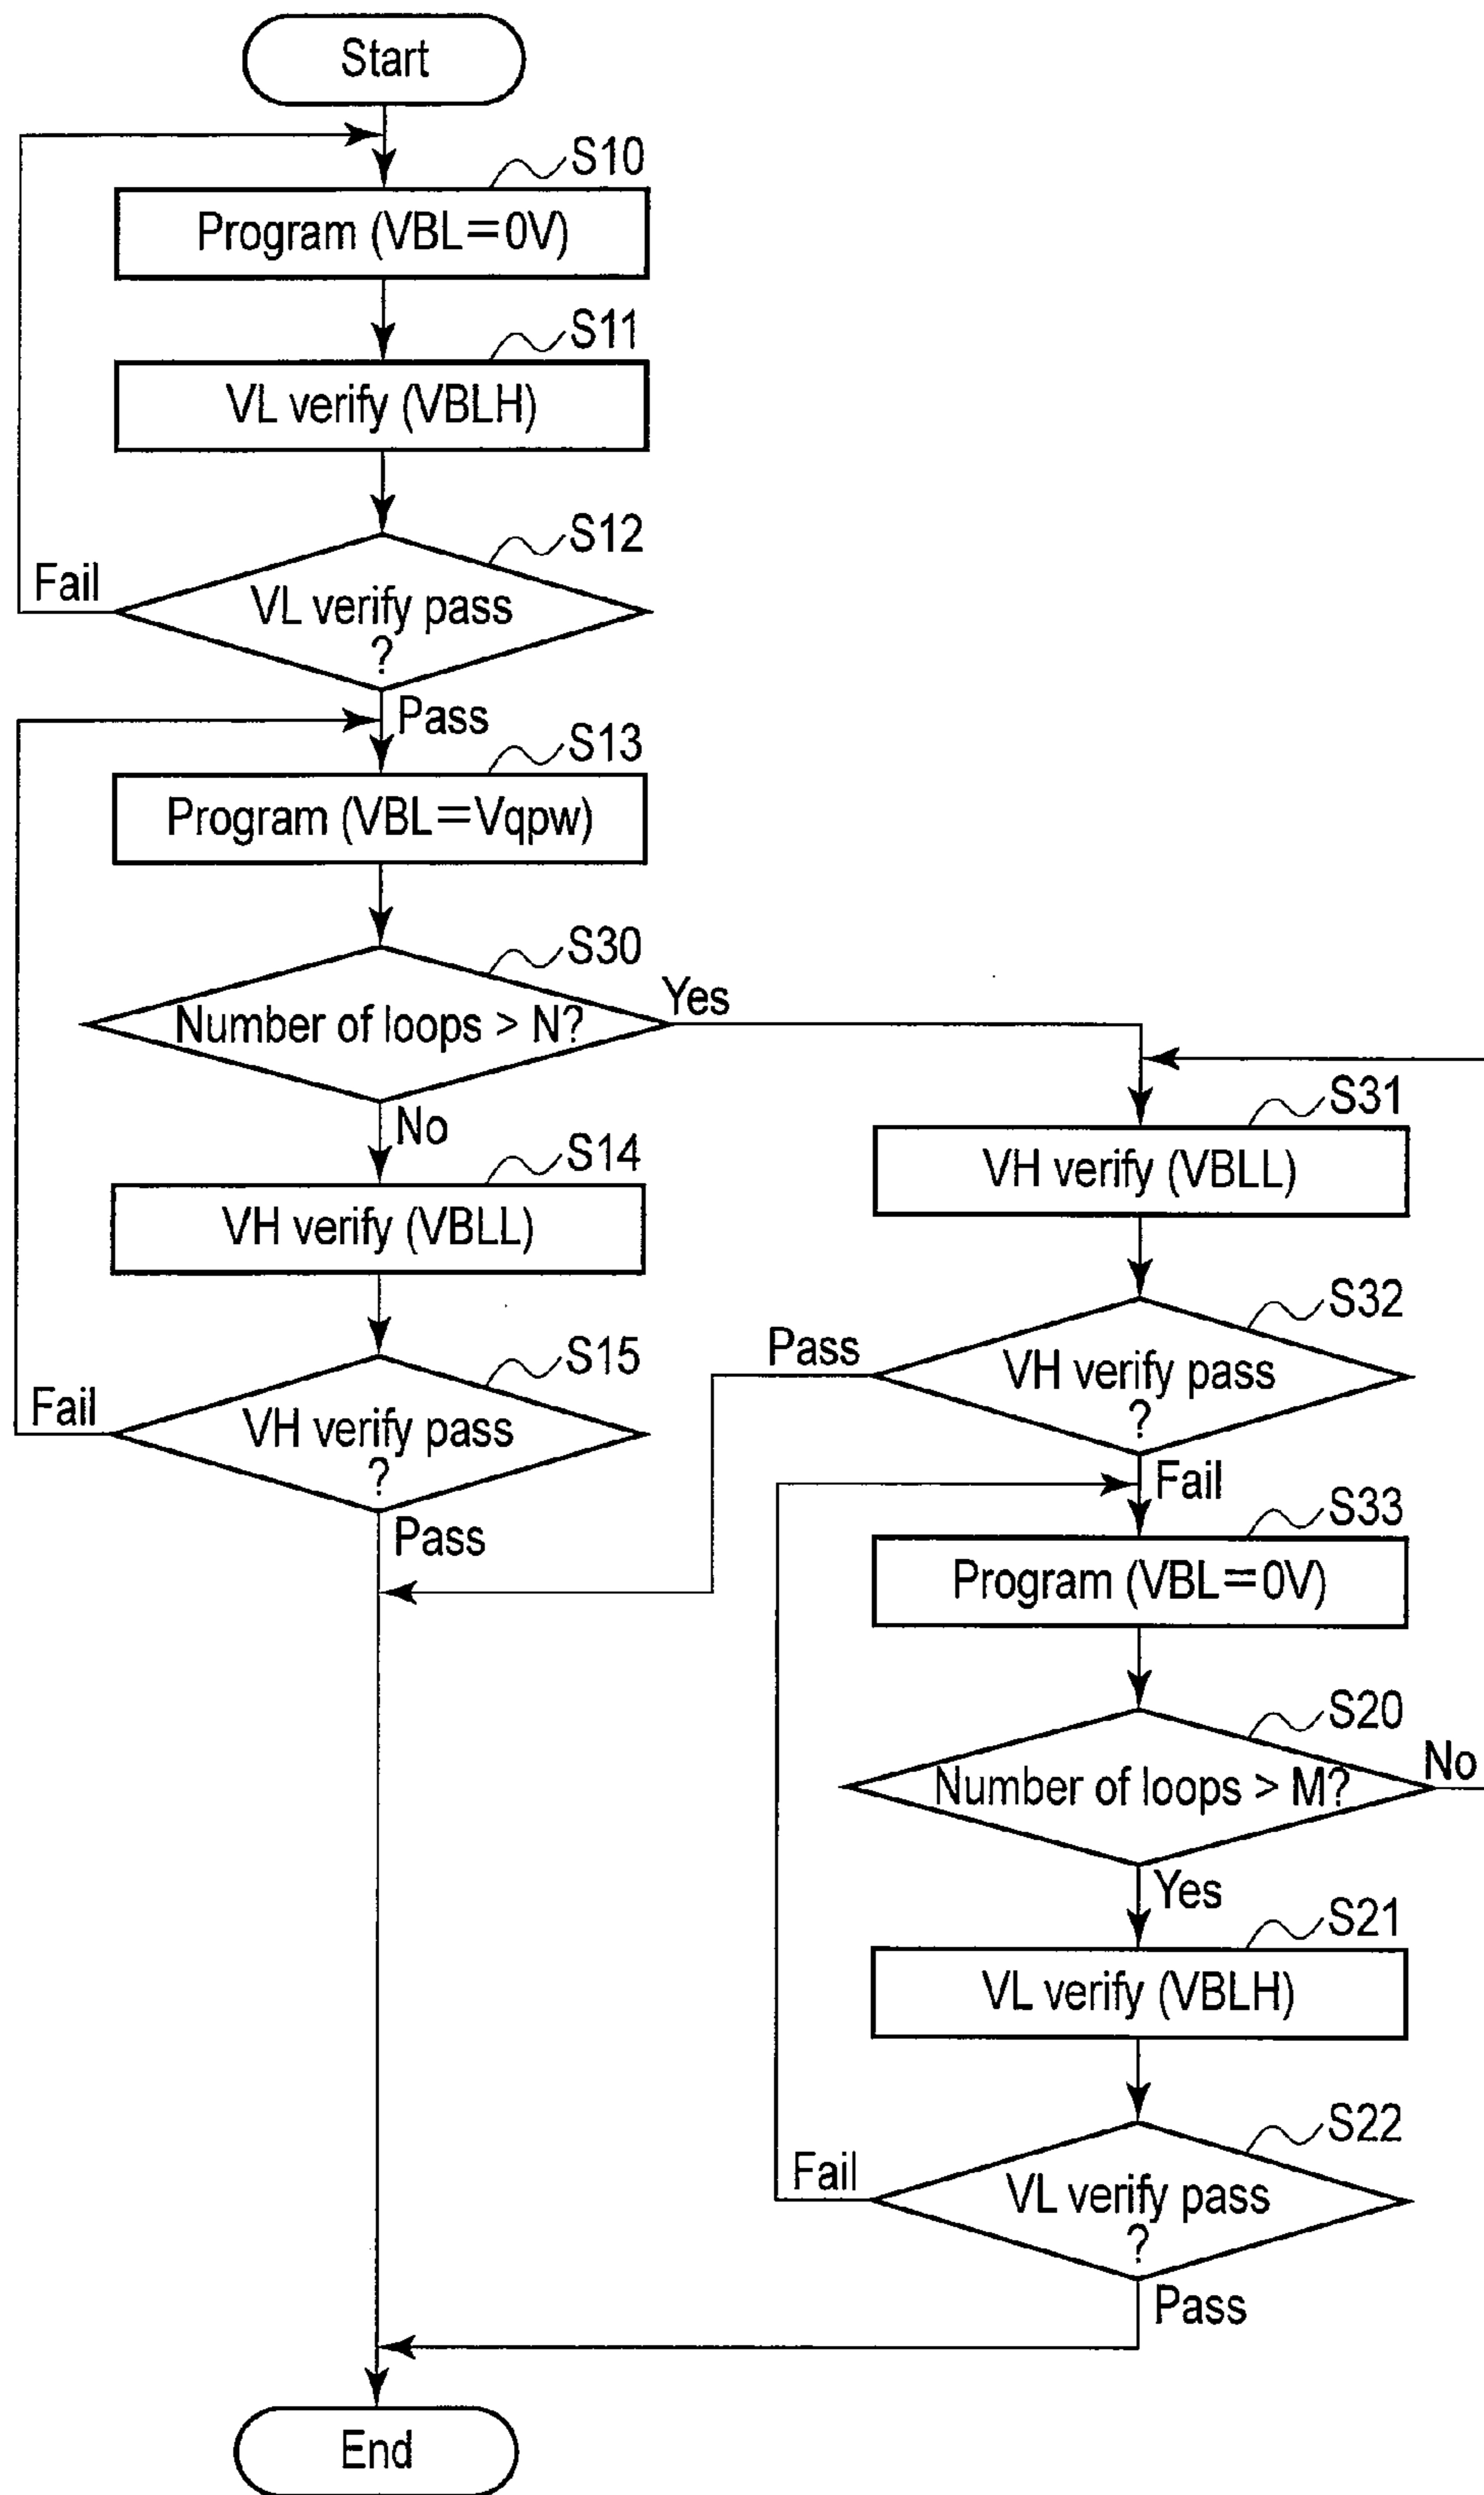 Start
S10
Program (VBL=0V)
S11
VL verify (VBLH)
S12
Fail
VL verify pass
?
Pass
S13
Program (VBL=Vqpw)
S30
Number of loops > N?
Yes
No
S14
VH verify (VBLL)
S15
Fail
VH verify pass
?
Pass
S31
VH verify (VBLL)
S32
Pass
VH verify pass
?
Fail
S33
Program (VBL=0V)
S20
Number of loops > M?
No
Yes
S21
VL verify (VBLH)
S22
Fail
VL verify pass
?
Pass
End